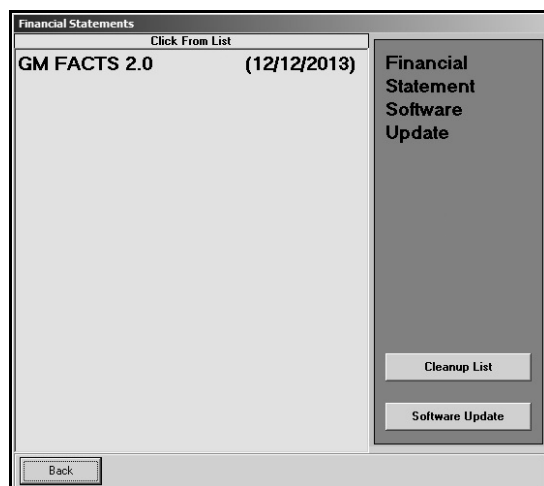 Financial Statements
Click From List
GM FACTS 2.0 (12/12/2013)
Financial
Statement
Software
Update
Cleanup List
Software Update
Back